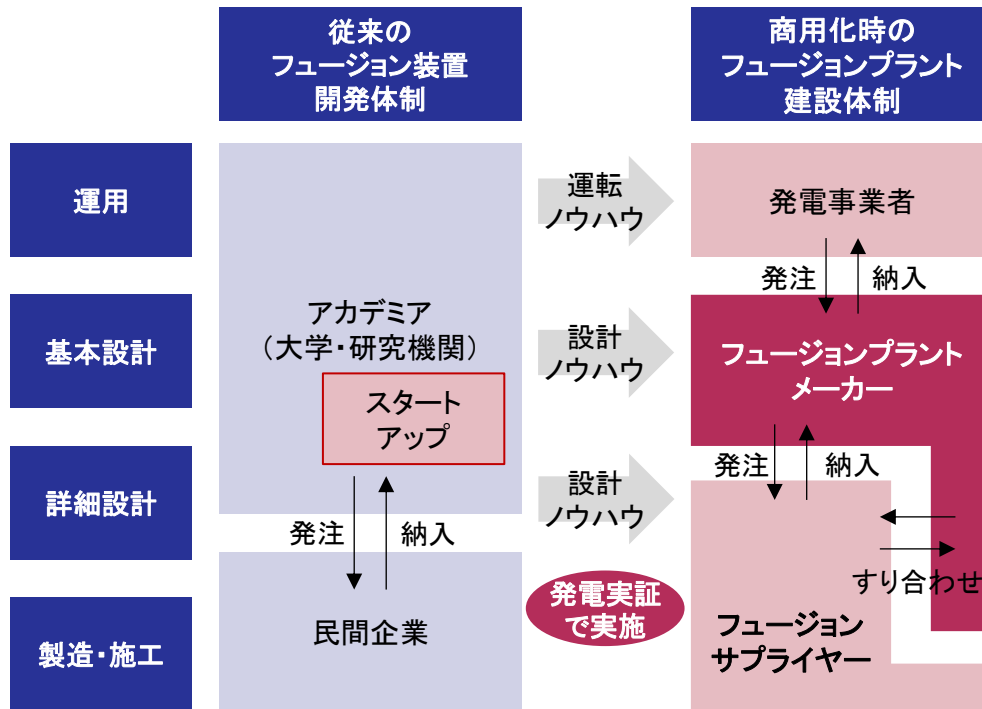 従来の
フュージョン装置
開発体制
商用化時の
フュージョンプラント
建設体制
運用
基本設計
詳細設計
製造・施工
アカデミア
（大学・研究機関）
スタート
アップ
発注
納入
民間企業
運転
ノウハウ
設計
ノウハウ
設計
ノウハウ
発電実証
で実施
発電事業者
発注
納入
フュージョンプラント
メーカー
発注
納入
すり合わせ
フュージョン
サプライヤー